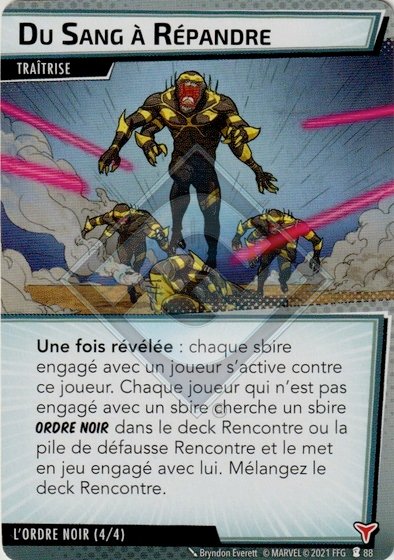 Du Sang à Répandre
TRAÎTRISE
Une fois révélée : chaque sbire
engagé avec un joueur s'active contre
ce joueur. Chaque joueur qui n'est pas
engagé avec un sbire cherche un sbire
ORDRE NOIR dans le deck Rencontre ou la
pile de défausse Rencontre et le met
en jeu engagé avec lui. Mélangez le
deck Rencontre.
Bryndon Everett © MARVEL © 2021 FFG 88
L'ORDRE NOIR (4/4)